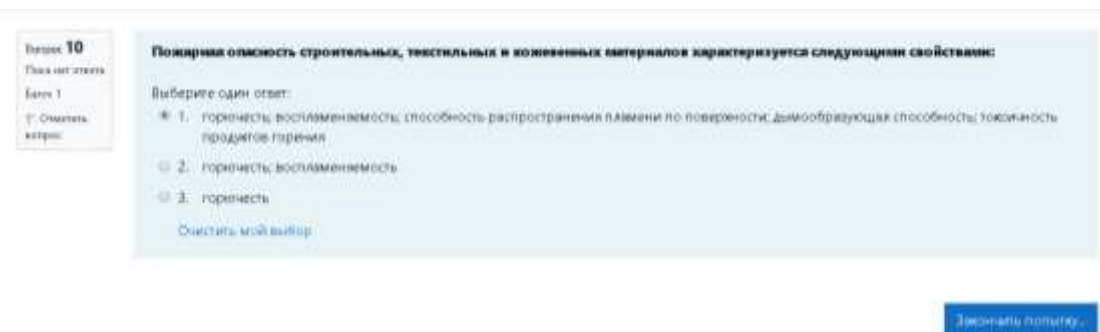 Вопрос 10
Пока нет ответа
Балл: 1
Отметить
вопрос
Пожарная опасность строительных, текстильных и кожевенных материалов характеризуется следующими свойствами:
Выберите один ответ:
1. горючесть; воспламеняемость; способность распространения пламени по поверхности; дымообразующая способность; токсичность
продуктов горения
2. горючесть; воспламеняемость
3. горючесть
Очистить мой выбор
Закончить попытку...